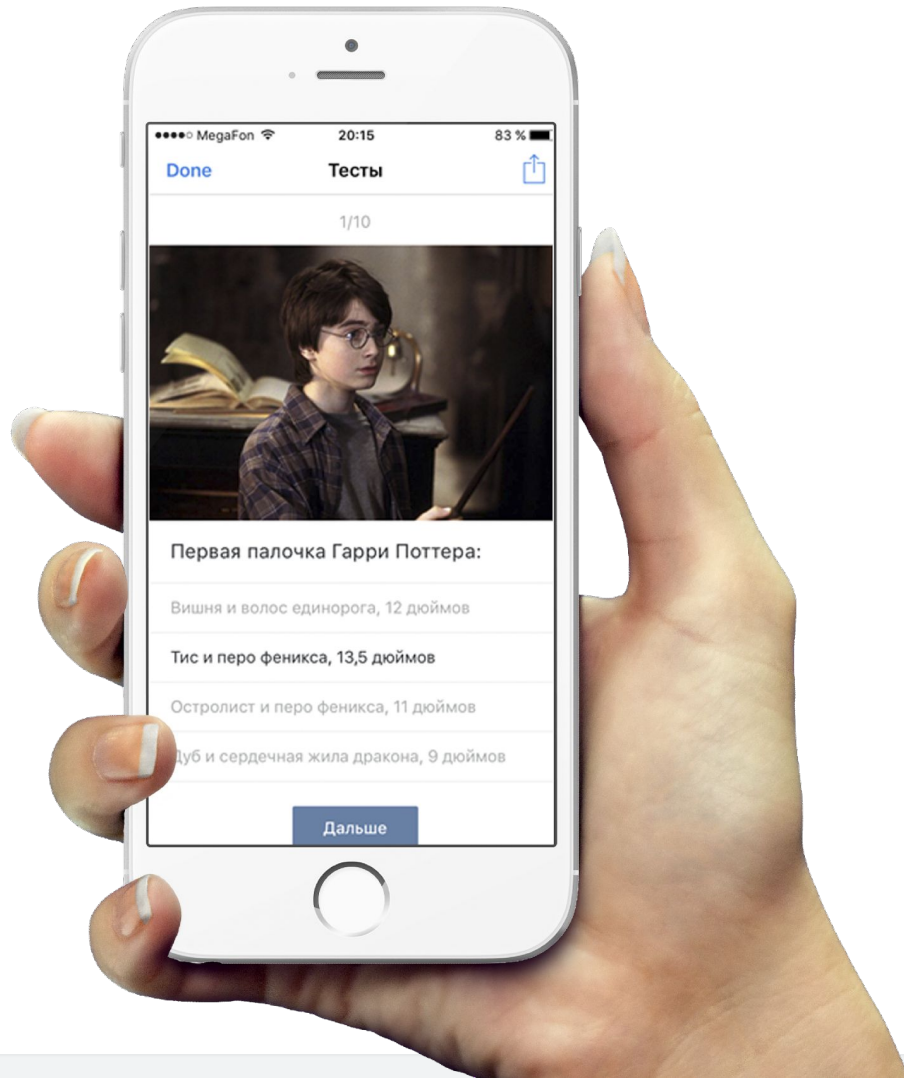 MegaFon 20:15 83 %
Done Тесты
1/10
Первая палочка Гарри Поттера:
Вишня и волос единорога, 12 дюймов
Тис и перо феникса, 13,5 дюймов
Остролист и перо феникса, 11 дюймов
Дуб и сердечная жила дракона, 9 дюймов
Дальше